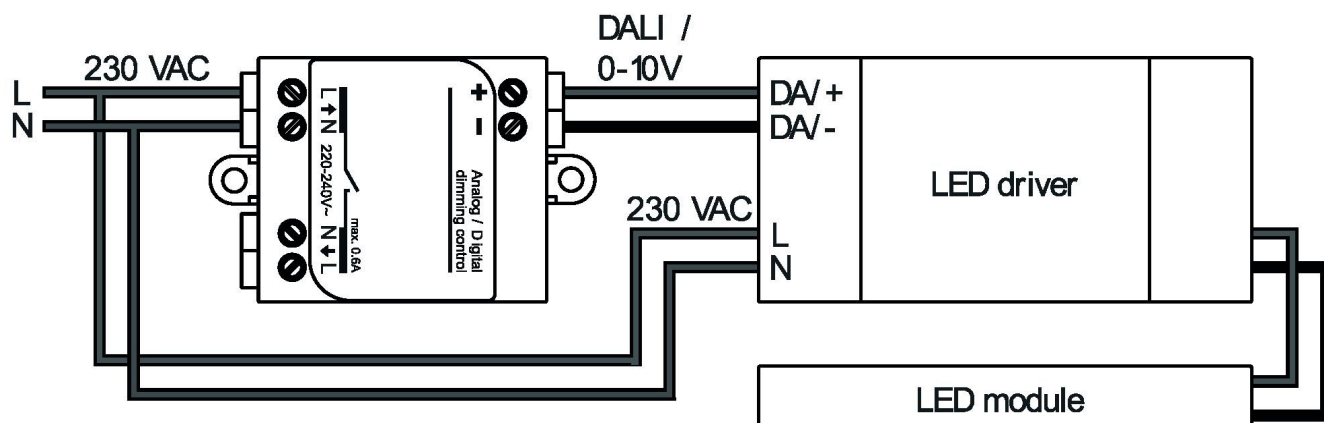 DALI /
0-10V
230 VAC
L
N
L
N
220-240V~
N
L
max. 0.6A
+
-
Analog / Digital
dimming control
DA/ +
DA/ -
230 VAC
L
N
LED driver
LED module